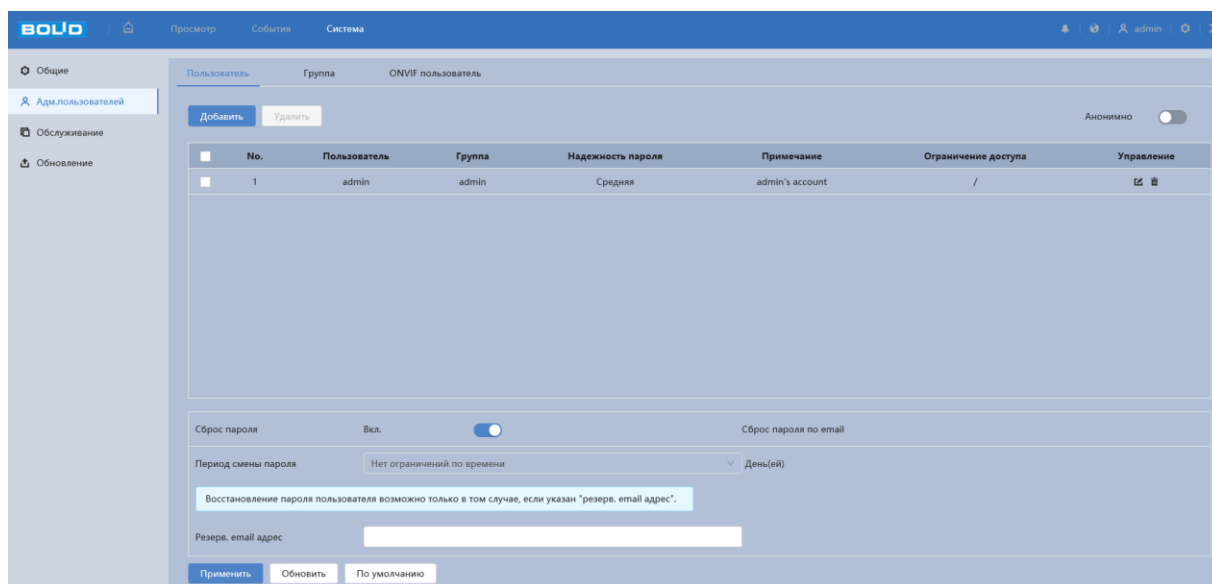 BOLID Просмотр События Система admin
Общие
Адм.пользователей
Обслуживание
Обновление
Пользователь Группа ONVIF пользователь
Добавить Удалить Анонимно
No. Пользователь Группа Надежность пароля Примечание Ограничение доступа Управление
1 admin admin Средняя admin's account /
Сброс пароля Вкл. Сброс пароля по email
Период смены пароля Нет ограничений по времени День(ей)
Восстановление пароля пользователя возможно только в том случае, если указан "резерв. email адрес".
Резерв. email адрес
Применить Обновить По умолчанию